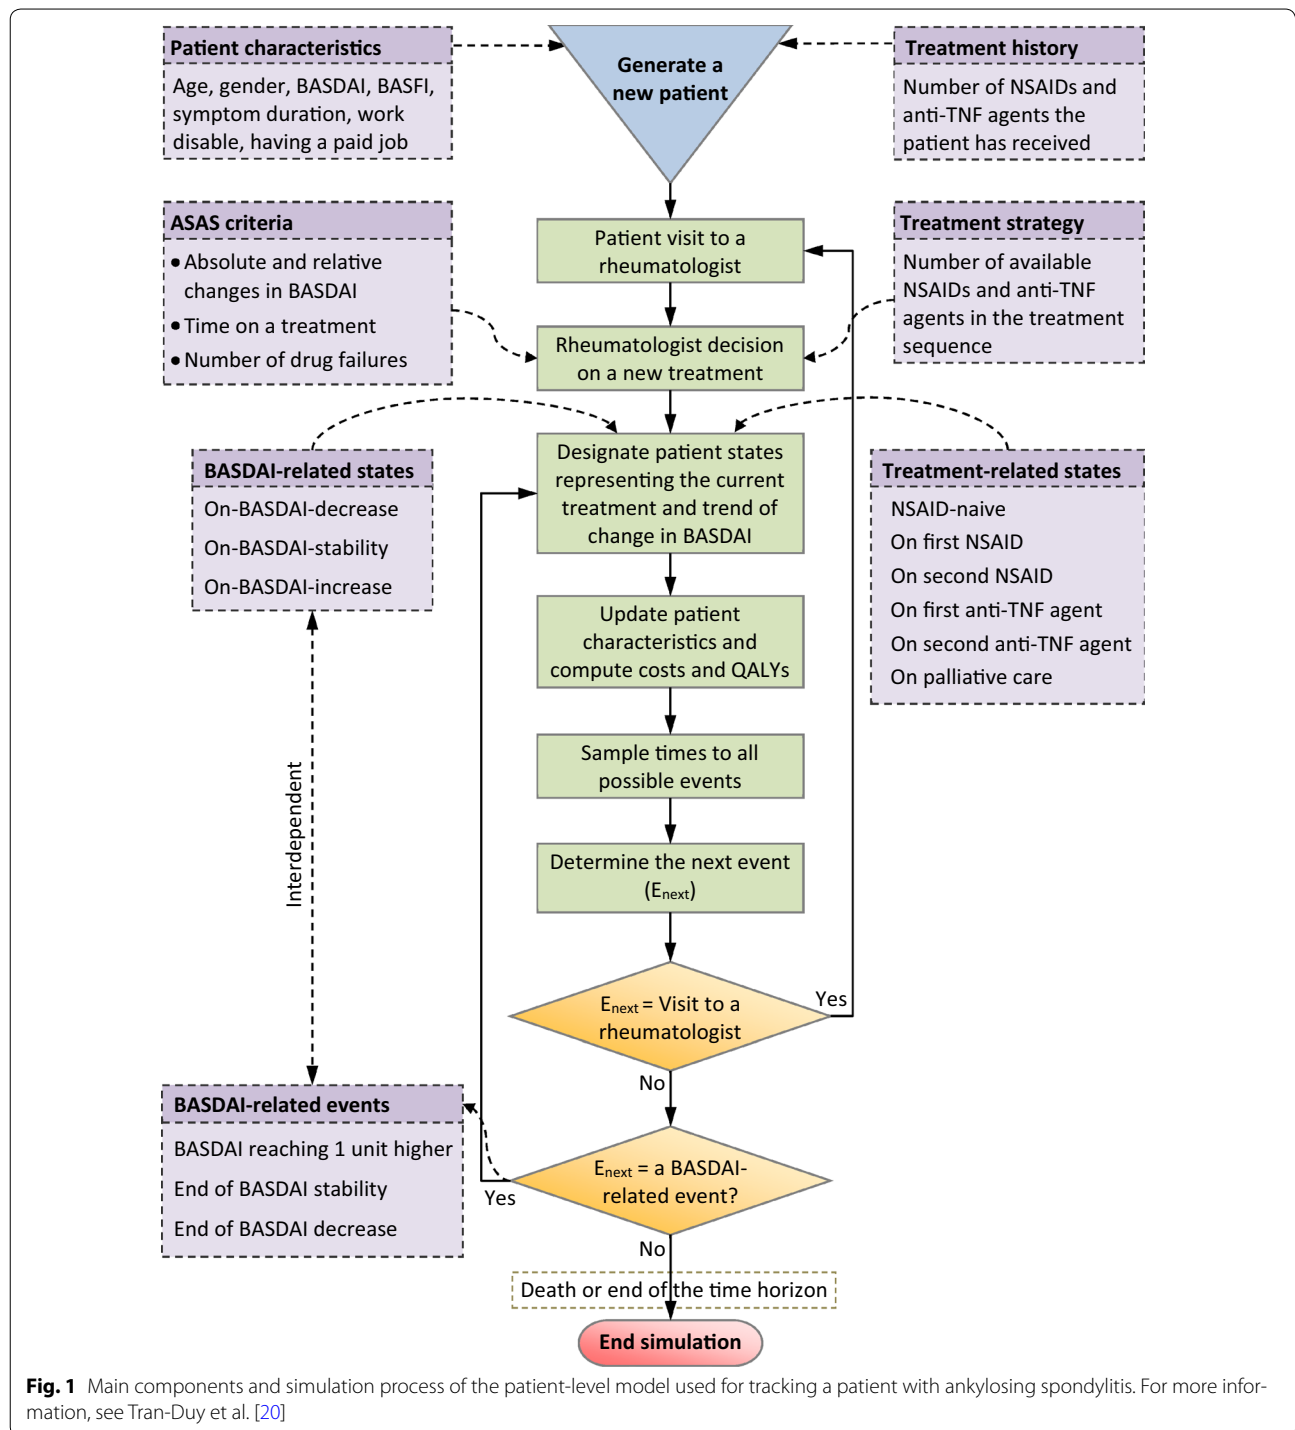 Patient characteristics
Age, gender, BASDAI, BASFI,
symptom duration, work
disable, having a paid job
Generate a
new patient
Treatment history
Number of NSAIDs and
anti-TNF agents the
patient has received
ASAS criteria
• Absolute and relative
changes in BASDAI
• Time on a treatment
• Number of drug failures
Patient visit to a
rheumatologist
Treatment strategy
Number of available
NSAIDs and anti-TNF
agents in the treatment
sequence
Rheumatologist decision
on a new treatment
BASDAI-related states
On-BASDAI-decrease
On-BASDAI-stability
On-BASDAI-increase
Designate patient states
representing the current
treatment and trend of
change in BASDAI
Treatment-related states
NSAID-naive
On first NSAID
On second NSAID
On first anti-TNF agent
On second anti-TNF agent
On palliative care
Update patient
characteristics and
compute costs and QALYs
Sample times to all
possible events
Interdependent
Determine the next event
(Enext)
Enext = Visit to a
rheumatologist
Yes
No
BASDAI-related events
BASDAI reaching 1 unit higher
End of BASDAI stability
End of BASDAI decrease
Enext = a BASDAI-
related event?
Yes
No
Death or end of the time horizon
End simulation
Fig. 1 Main components and simulation process of the patient-level model used for tracking a patient with ankylosing spondylitis. For more infor-
mation, see Tran-Duy et al. [20]